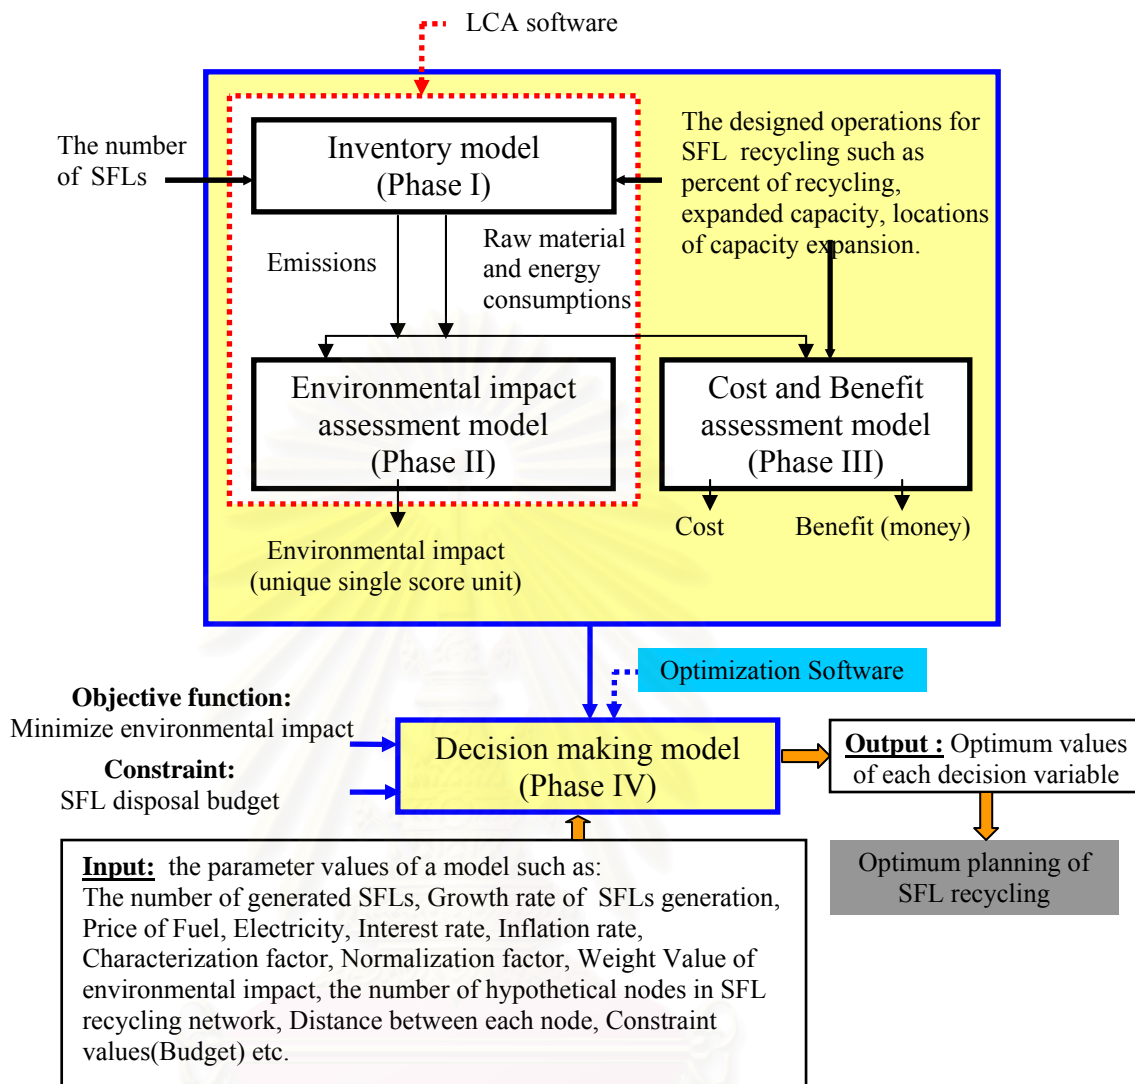 LCA software
The number
of SFLs
Inventory model
(Phase I)
The designed operations for
SFL recycling such as
percent of recycling,
expanded capacity, locations
of capacity expansion.
Emissions
Raw material
and energy
consumptions
Environmental impact
assessment model
(Phase II)
Cost and Benefit
assessment model
(Phase III)
Cost
Benefit (money)
Environmental impact
(unique single score unit)
Optimization Software
Objective function:
Minimize environmental impact
Constraint:
SFL disposal budget
Decision making model
(Phase IV)
Output : Optimum values
of each decision variable
Optimum planning of
SFL recycling
Input: the parameter values of a model such as:
The number of generated SFLs, Growth rate of SFLs generation,
Price of Fuel, Electricity, Interest rate, Inflation rate,
Characterization factor, Normalization factor, Weight Value of
environmental impact, the number of hypothetical nodes in SFL
recycling network, Distance between each node, Constraint
values(Budget) etc.